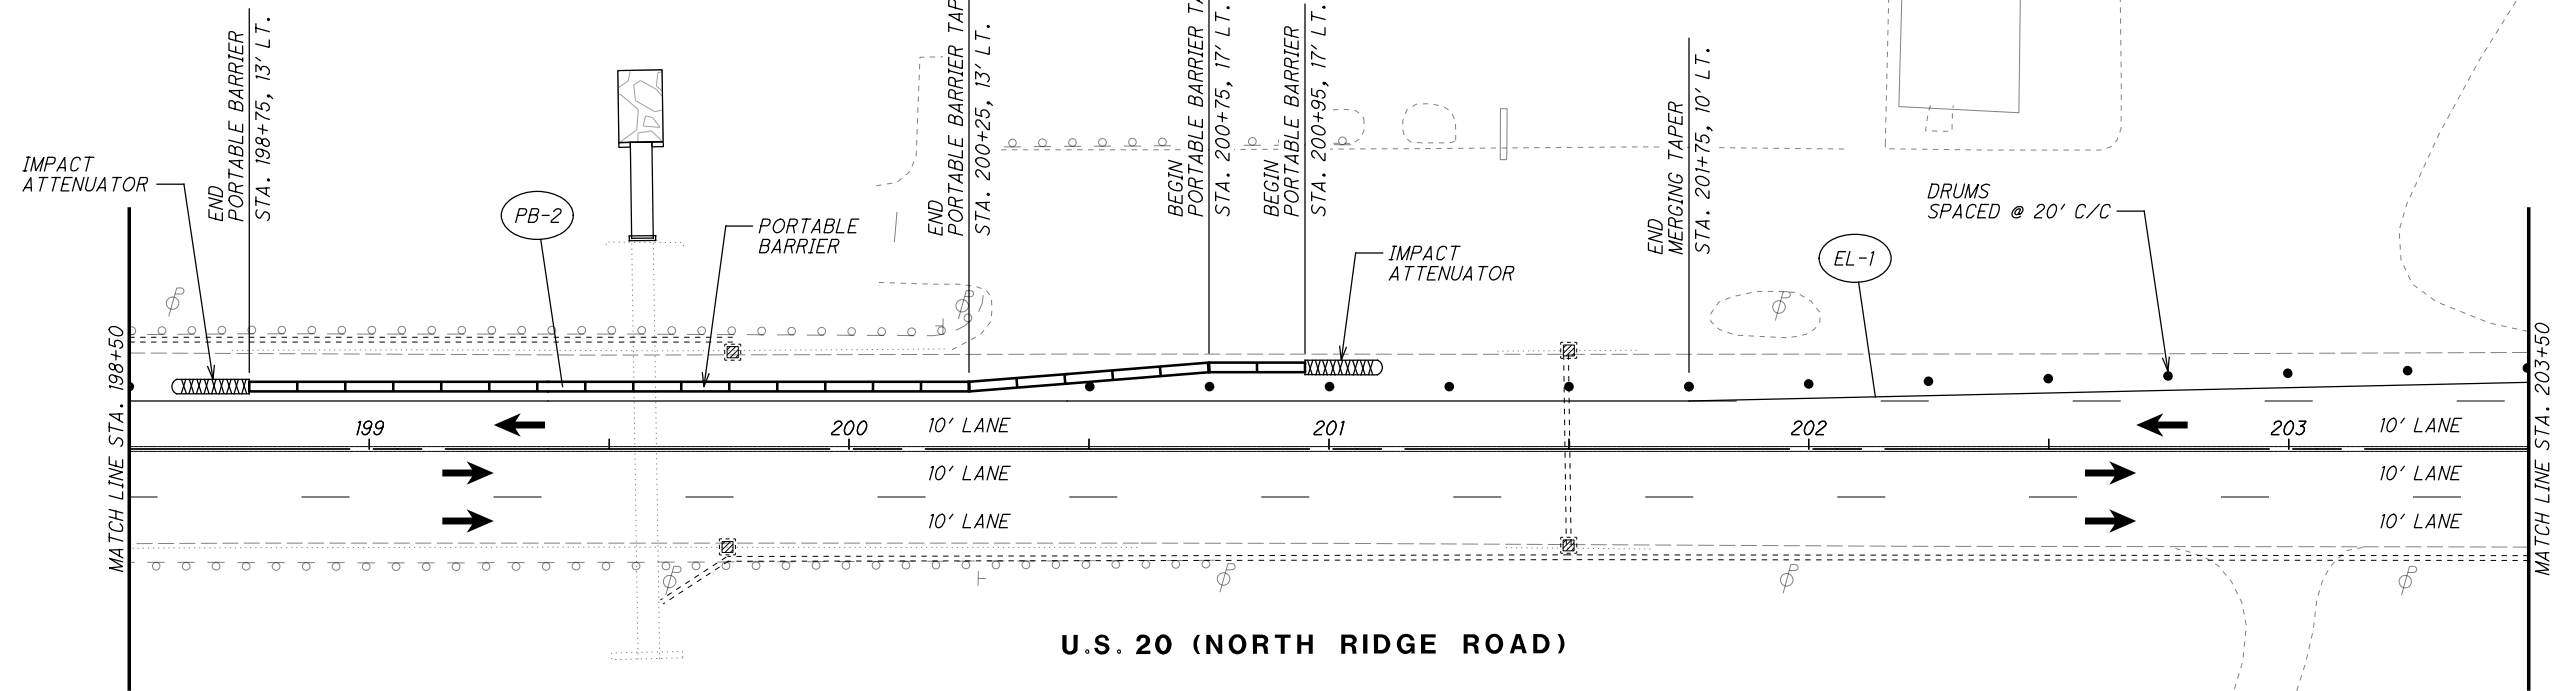 END
PORTABLE BARRIER
STA. 198+75, 13' LT.
END
PORTABLE BARRIER
STA. 200+25, 13' LT.
BEGIN
PORTABLE BARRIER
STA. 200+75, 17' LT.
BEGIN
PORTABLE BARRIER
STA. 200+95, 17' LT.
END
MERGING TAPER
STA. 201+75, 10' LT.
IMPACT
ATTENUATOR
PB-2
PORTABLE
BARRIER
IMPACT
ATTENUATOR
EL-1
DRUMS
SPACED @ 20' C/C
MATCH LINE STA. 198+50
MATCH LINE STA. 203+50
199
200
10' LANE
201
202
203
10' LANE
10' LANE
10' LANE
10' LANE
10' LANE
U.S. 20 (NORTH RIDGE ROAD)